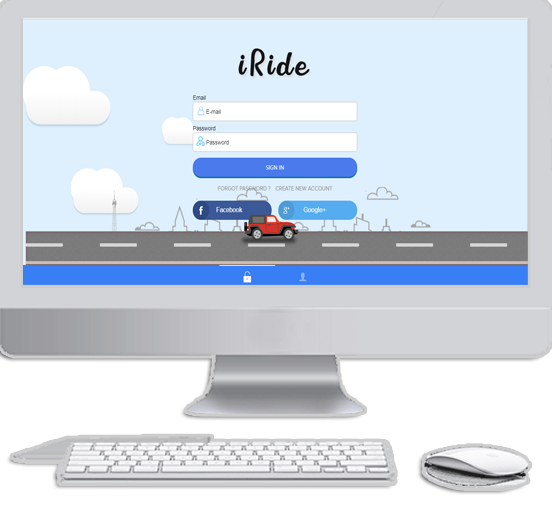 iRide
Email
E-mail
Password
Password
SIGN IN
FORGOT PASSWORD ? CREATE NEW ACCOUNT
f Facebook g+ Google+